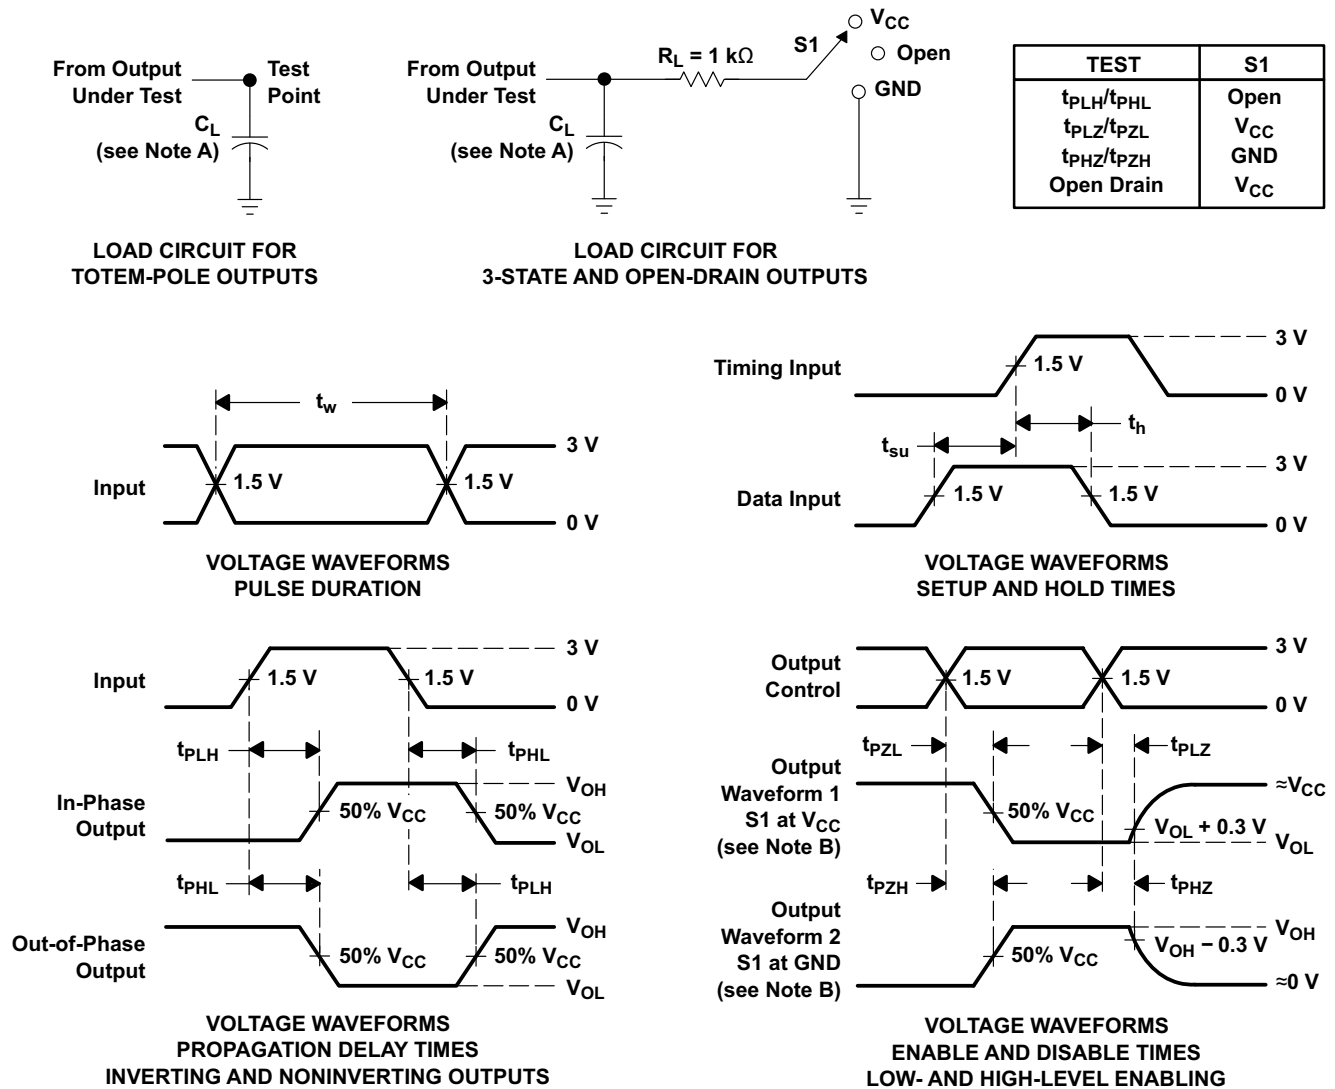 From Output
Under Test
Test
Point
CL
(see Note A)
LOAD CIRCUIT FOR
TOTEM-POLE OUTPUTS
From Output
Under Test
RL = 1 kΩ
S1
VCC
Open
GND
CL
(see Note A)
LOAD CIRCUIT FOR
3-STATE AND OPEN-DRAIN OUTPUTS
TEST S1
tPLH/tPHL Open
tPLZ/tPZL VCC
tPHZ/tPZH GND
Open Drain VCC
tw
Input
1.5 V
1.5 V
3 V
0 V
VOLTAGE WAVEFORMS
PULSE DURATION
Timing Input
1.5 V
3 V
0 V
tsu
th
Data Input
1.5 V
1.5 V
3 V
0 V
VOLTAGE WAVEFORMS
SETUP AND HOLD TIMES
Input
1.5 V
1.5 V
3 V
0 V
tPLH
tPHL
In-Phase
Output
50% VCC
50% VCC
VOH
VOL
tPHL
tPLH
Out-of-Phase
Output
50% VCC
50% VCC
VOH
VOL
VOLTAGE WAVEFORMS
PROPAGATION DELAY TIMES
INVERTING AND NONINVERTING OUTPUTS
Output
Control
1.5 V
1.5 V
3 V
0 V
tPZL
tPLZ
Output
Waveform 1
S1 at VCC
(see Note B)
50% VCC
≈VCC
VOL + 0.3 V
VOL
tPZH
tPHZ
Output
Waveform 2
S1 at GND
(see Note B)
50% VCC
VOH
VOH − 0.3 V
≈0 V
VOLTAGE WAVEFORMS
ENABLE AND DISABLE TIMES
LOW- AND HIGH-LEVEL ENABLING